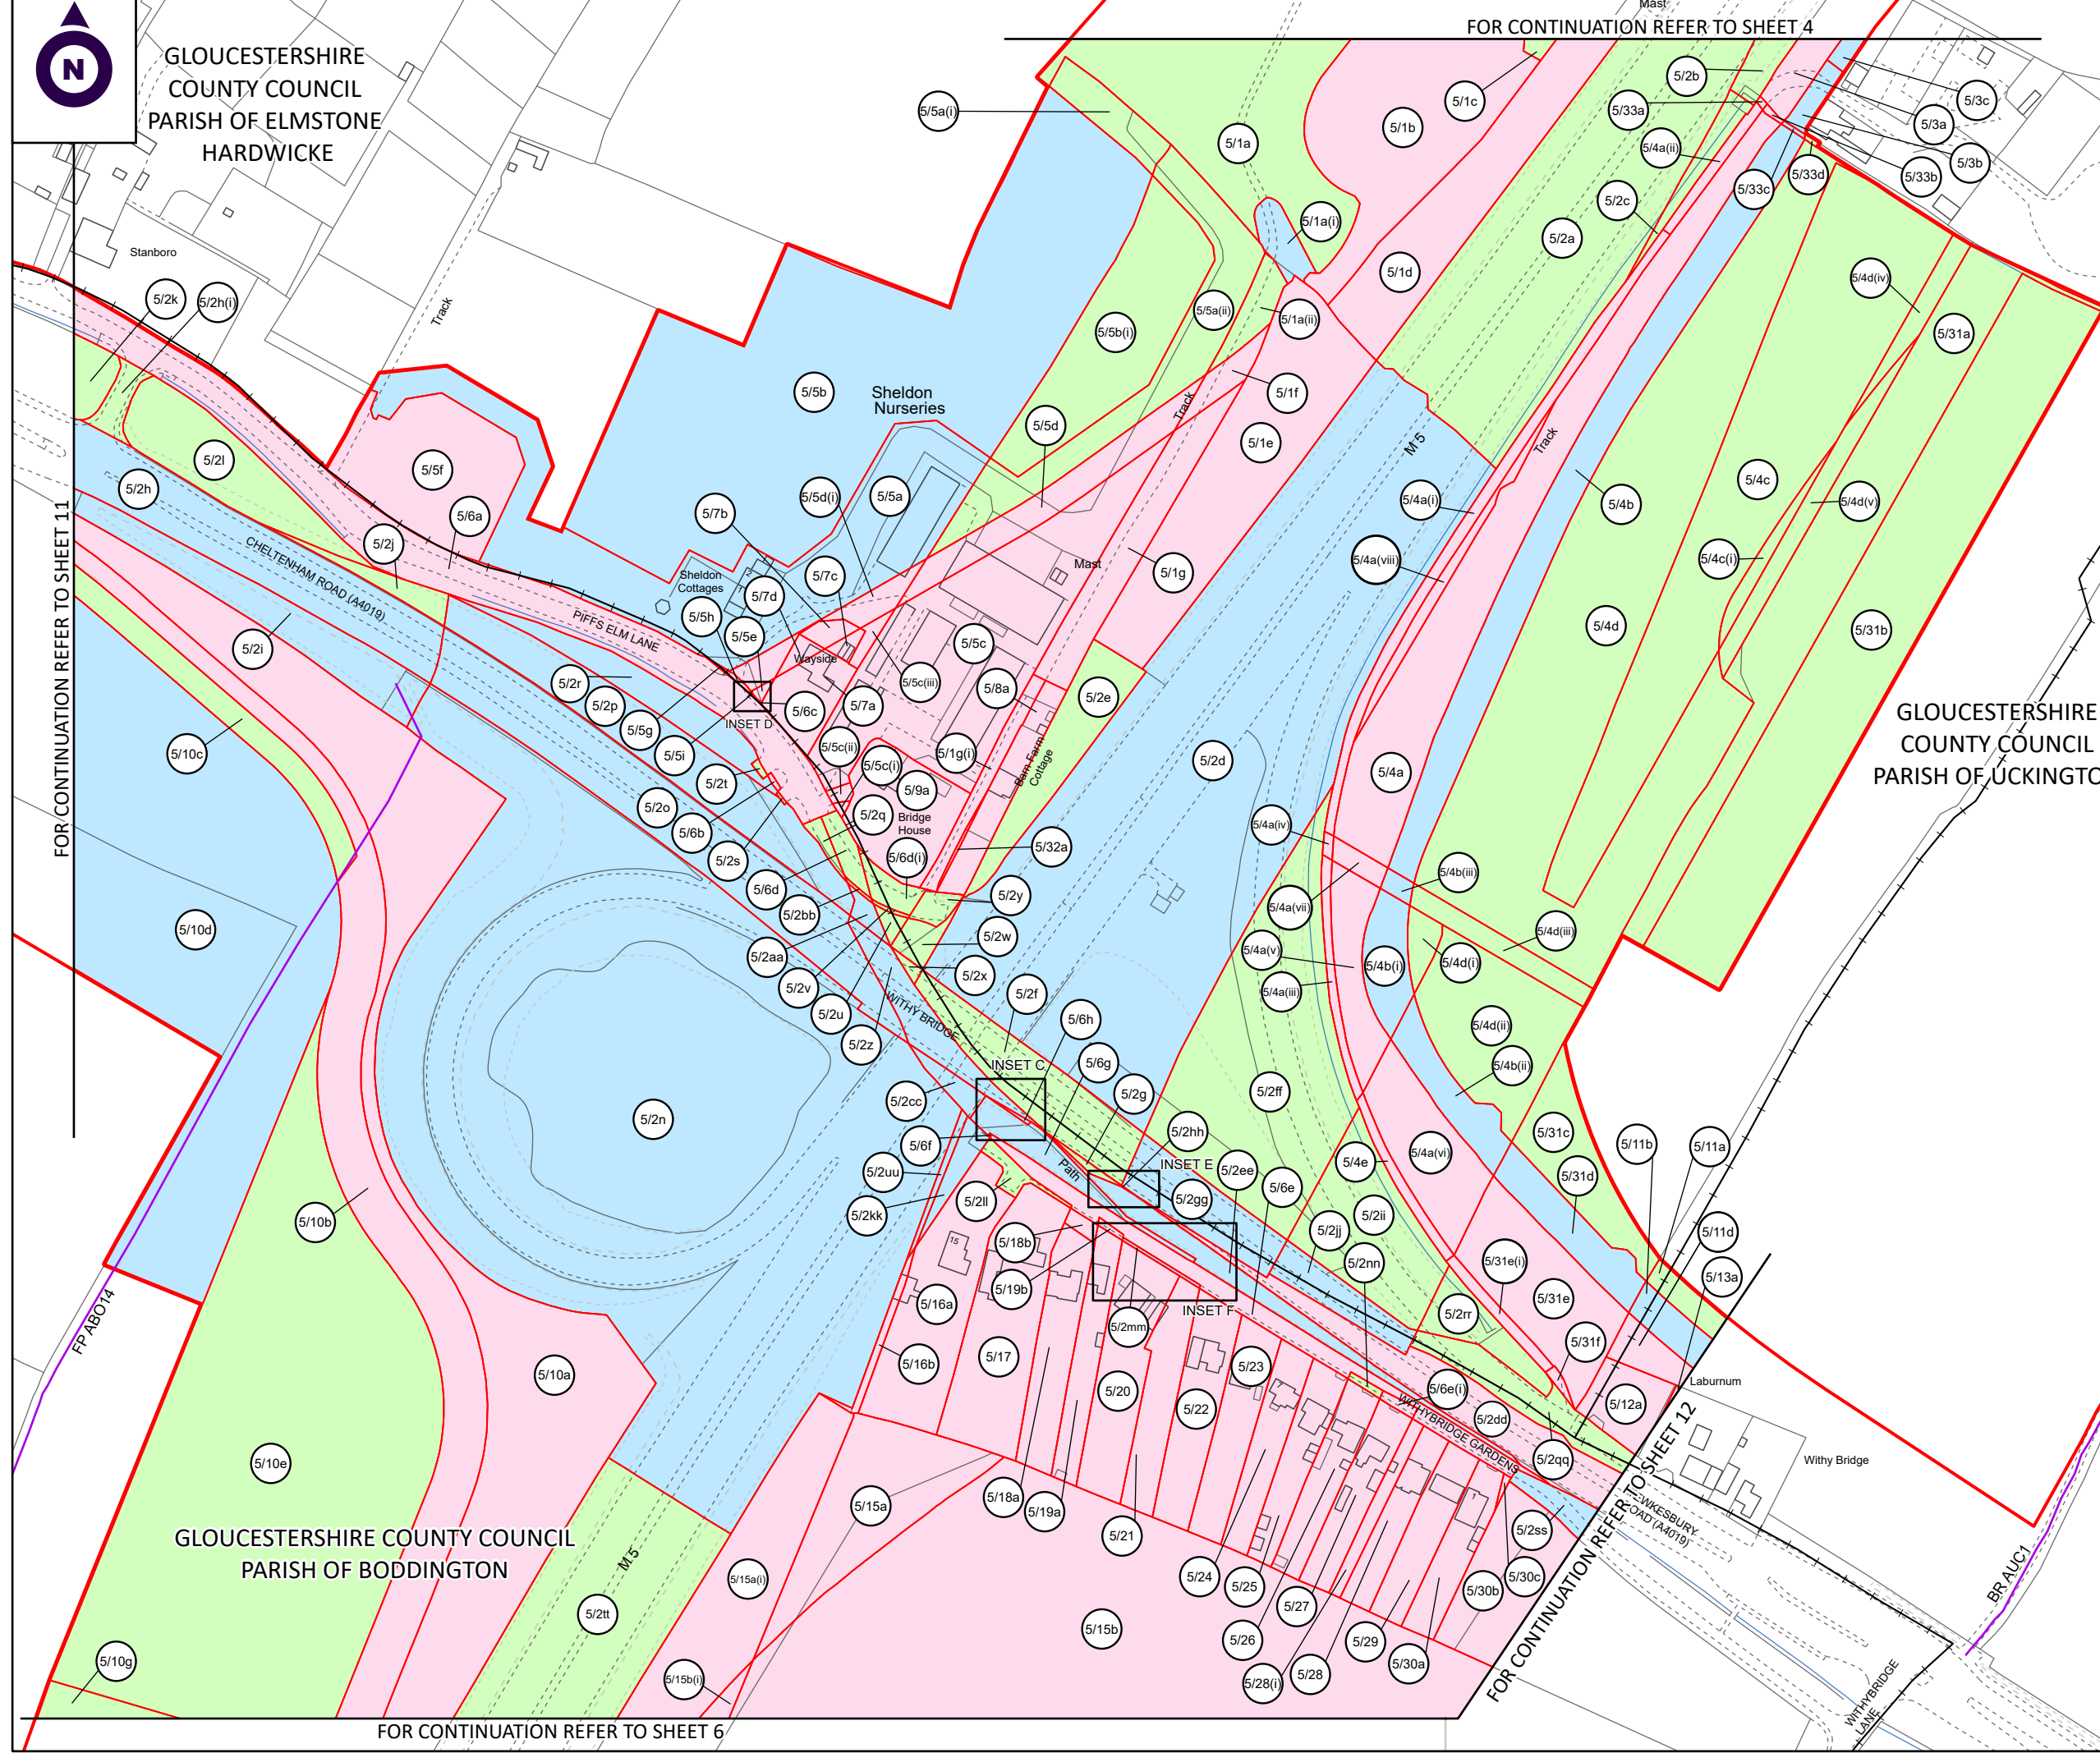 N
GLOUCESTERSHIRE
COUNTY COUNCIL
PARISH OF ELMSTONE
HARDWICKE
FOR CONTINUATION REFER TO SHEET 4
Mast
5/5a(i)
5/1a
5/1b
5/1c
5/2b
5/33a
5/4a(ii)
5/3c
5/3a
5/3b
5/33b
5/33d
5/33c
5/2c
5/2a
5/1a(i)
5/1d
5/4d(iv)
5/31a
Stanboro
5/2k
5/2h(i)
Track
5/5a(ii)
5/1a(ii)
5/5b(i)
5/5b
Sheldon
Nurseries
5/1f
Track
5/5d
5/1e
M 5
Track
5/2l
5/5f
5/2h
5/6a
5/7b
5/5d(i)
5/5a
5/4a(i)
5/4b
5/4c
5/4d(v)
5/2j
5/4a(viii)
5/4c(i)
FOR CONTINUATION REFER TO SHEET 11
CHELTENHAM ROAD (A4019)
Sheldon
Cottages
2
1
5/7c
Mast
5/1g
5/7d
5/5h
5/5e
PIFFS ELM LANE
5/2i
5/5c
5/4d
5/31b
Wayside
5/5c(iii)
5/8a
5/2r
5/2p
5/5g
5/5i
INSET D
5/6c
5/7a
5/2e
GLOUCESTERSHIRE
COUNTY COUNCIL
PARISH OF UCKINGTO
5/10c
5/5c(ii)
5/5c(i)
5/1g(i)
Barn Farm
Cottage
5/2d
5/4a
5/2t
5/9a
5/2o
5/6b
5/2q
Bridge
House
5/2s
5/6d(i)
5/32a
5/4a(iv)
5/4b(iii)
5/6d
5/2y
5/4a(vii)
5/2bb
5/10d
5/4d(iii)
5/2w
5/4a(v)
5/4b(i)
5/4d(i)
5/2aa
5/2x
5/2v
5/2f
5/4a(iii)
5/2u
WITHY BRIDGE
5/6h
5/4d(ii)
5/2z
INSET C
5/6g
5/4b(ii)
5/2cc
5/2g
5/2ff
5/2n
5/6f
5/2hh
5/31c
5/11b
5/11a
INSET E
5/2uu
Path
5/2ee
5/4e
5/4a(vi)
5/31d
5/6e
5/2ll
5/2gg
5/10b
5/2kk
5/2ii
5/2jj
5/11d
5/18b
15
5/2nn
5/31e(i)
5/13a
5/19b
5/16a
INSET F
5/31e
5/2rr
FP ABO14
5/2mm
5/31f
5/16b
5/17
5/23
5/10a
Laburnum
5/20
5/6e(i)
5/12a
5/22
5/2dd
WITHYBRIDGE GARDENS
5/10e
5/2qq
Withy Bridge
5/18a
5/19a
5/15a
1
5/2ss
EWKESBURY
OAD (A4019)
GLOUCESTERSHIRE COUNTY COUNCIL
PARISH OF BODDINGTON
5/21
M 5
5/15a(i)
5/24
5/25
5/30b
5/30c
5/27
BR AUC1
5/2tt
5/15b
5/26
5/29
5/30a
5/10g
5/15b(i)
5/28(i)
5/28
FOR CONTINUATION REFER TO SHEET 12
WITHYBRIDGE
LANE
FOR CONTINUATION REFER TO SHEET 6